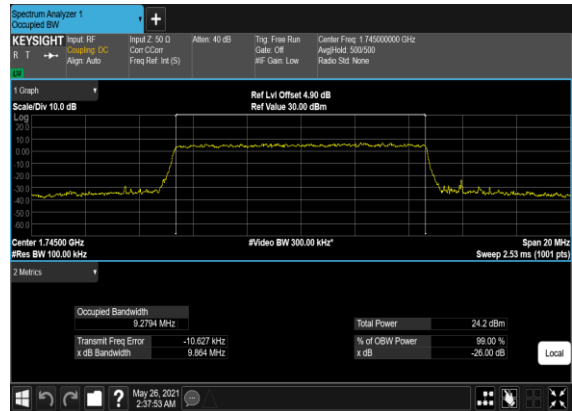 Spectrum Analyzer 1
Occupied BW
+
KEYSIGHT Input: RF Input Z: 50 Ω Atten: 40 dB Trig: Free Run Center Freq: 1.745000000 GHz
R T Coupling: DC Corr CCorr Gate: Off Avg|Hold: 500/500
Align: Auto Freq Ref: Int (S) #IF Gain: Low Radio Std: None
LW
1 Graph
Ref Lvl Offset 4.90 dB
Scale/Div 10.0 dB Ref Value 30.00 dBm
Log
20.0
10.0
0.00
-10.0
-20.0
-30.0
-40.0
-50.0
-60.0
Center 1.74500 GHz #Video BW 300.00 kHz* Span 20 MHz
#Res BW 100.00 kHz Sweep 2.53 ms (1001 pts)
2 Metrics
Occupied Bandwidth
9.2794 MHz Total Power 24.2 dBm
Transmit Freq Error -10.627 kHz % of OBW Power 99.00 %
x dB Bandwidth 9.864 MHz x dB -26.00 dB
Local
? May 26, 2021
2:37:53 AM